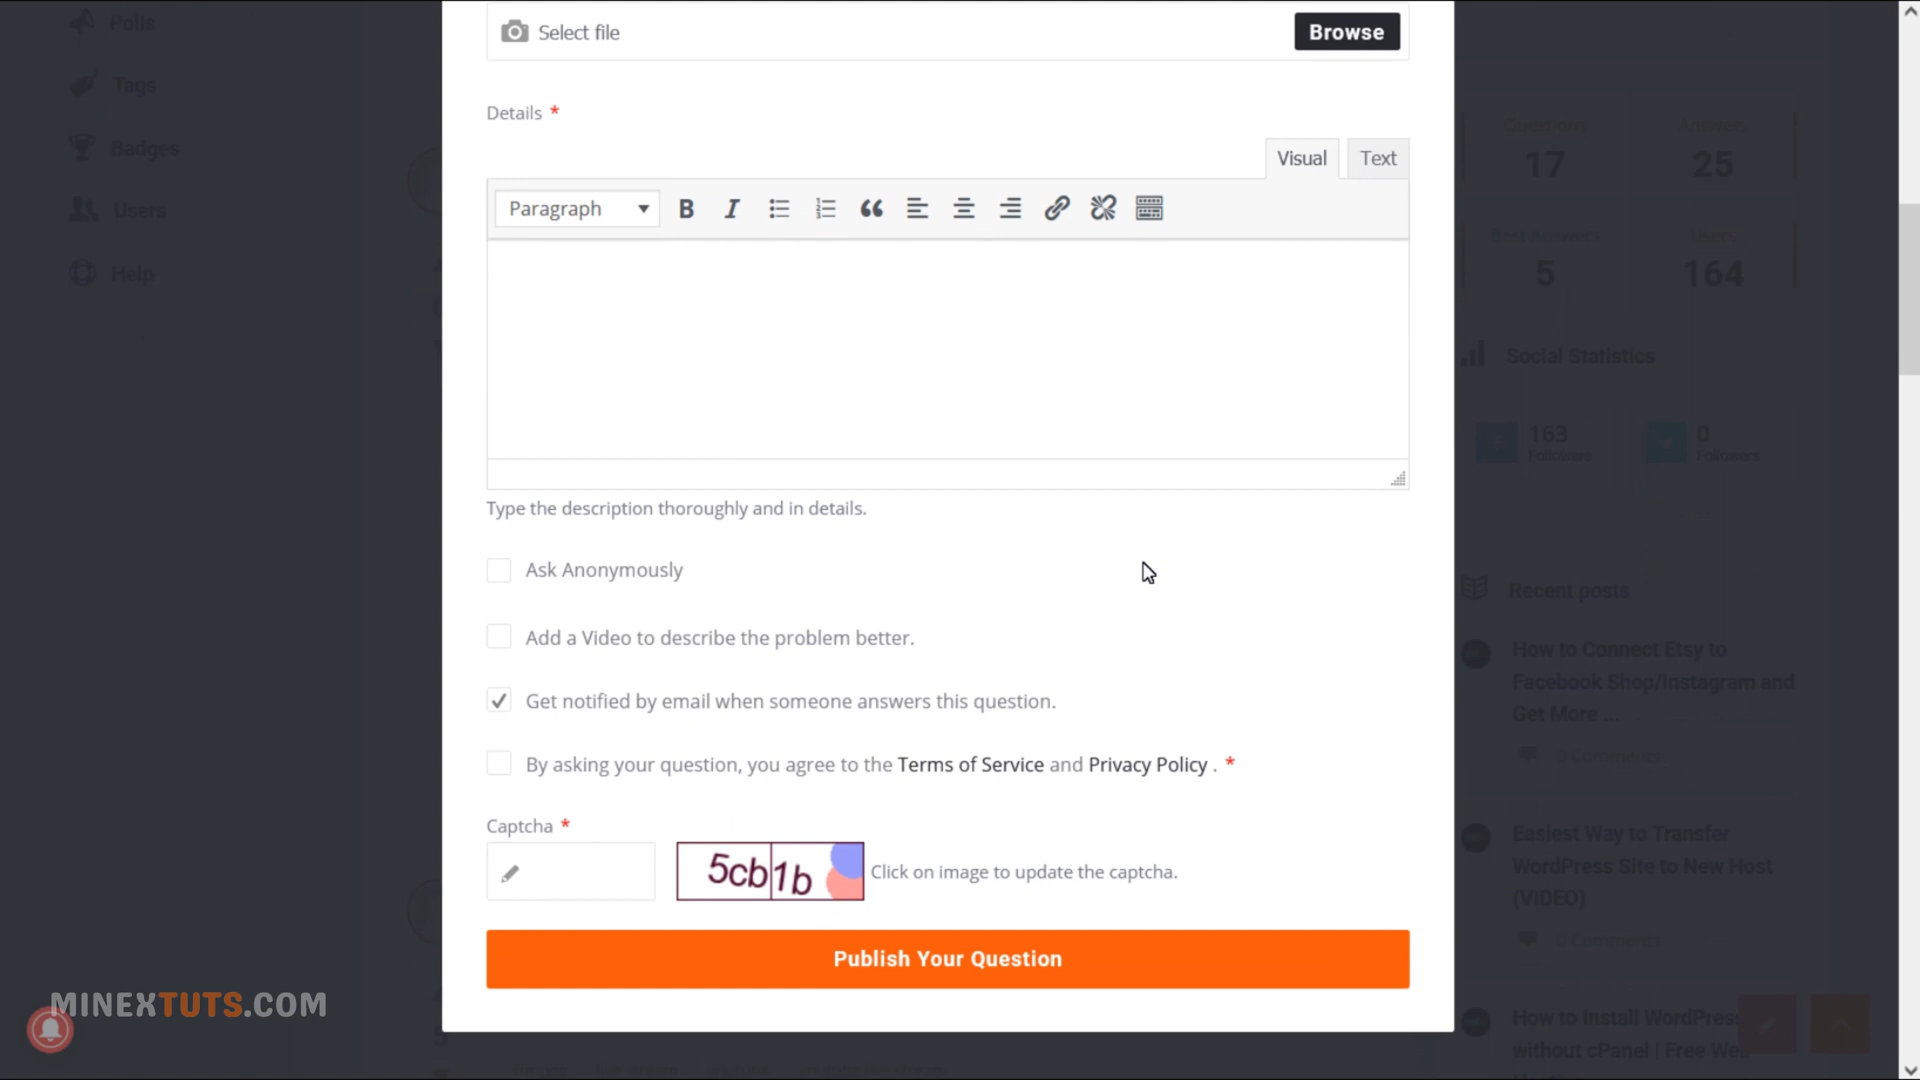 Polls
Tags
Badges
Users
Help
Select file
Browse
Details *
Visual
Text
Paragraph
B
I
Type the description thoroughly and in details.
Ask Anonymously
Add a Video to describe the problem better.
Get notified by email when someone answers this question.
By asking your question, you agree to the Terms of Service and Privacy Policy . *
Captcha *
5cb1b
Click on image to update the captcha.
Publish Your Question
MINEXTUTS.COM
Questions
17
Answers
25
Best Answers
5
Users
164
Social Statistics
163
Followers
0
Followers
Recent posts
How to Connect Etsy to
Facebook Shop/Instagram and
Get More ...
0 Comments
Easiest Way to Transfer
WordPress Site to New Host
(VIDEO)
0 Comments
How to Install WordPress
without cPanel | Free Web